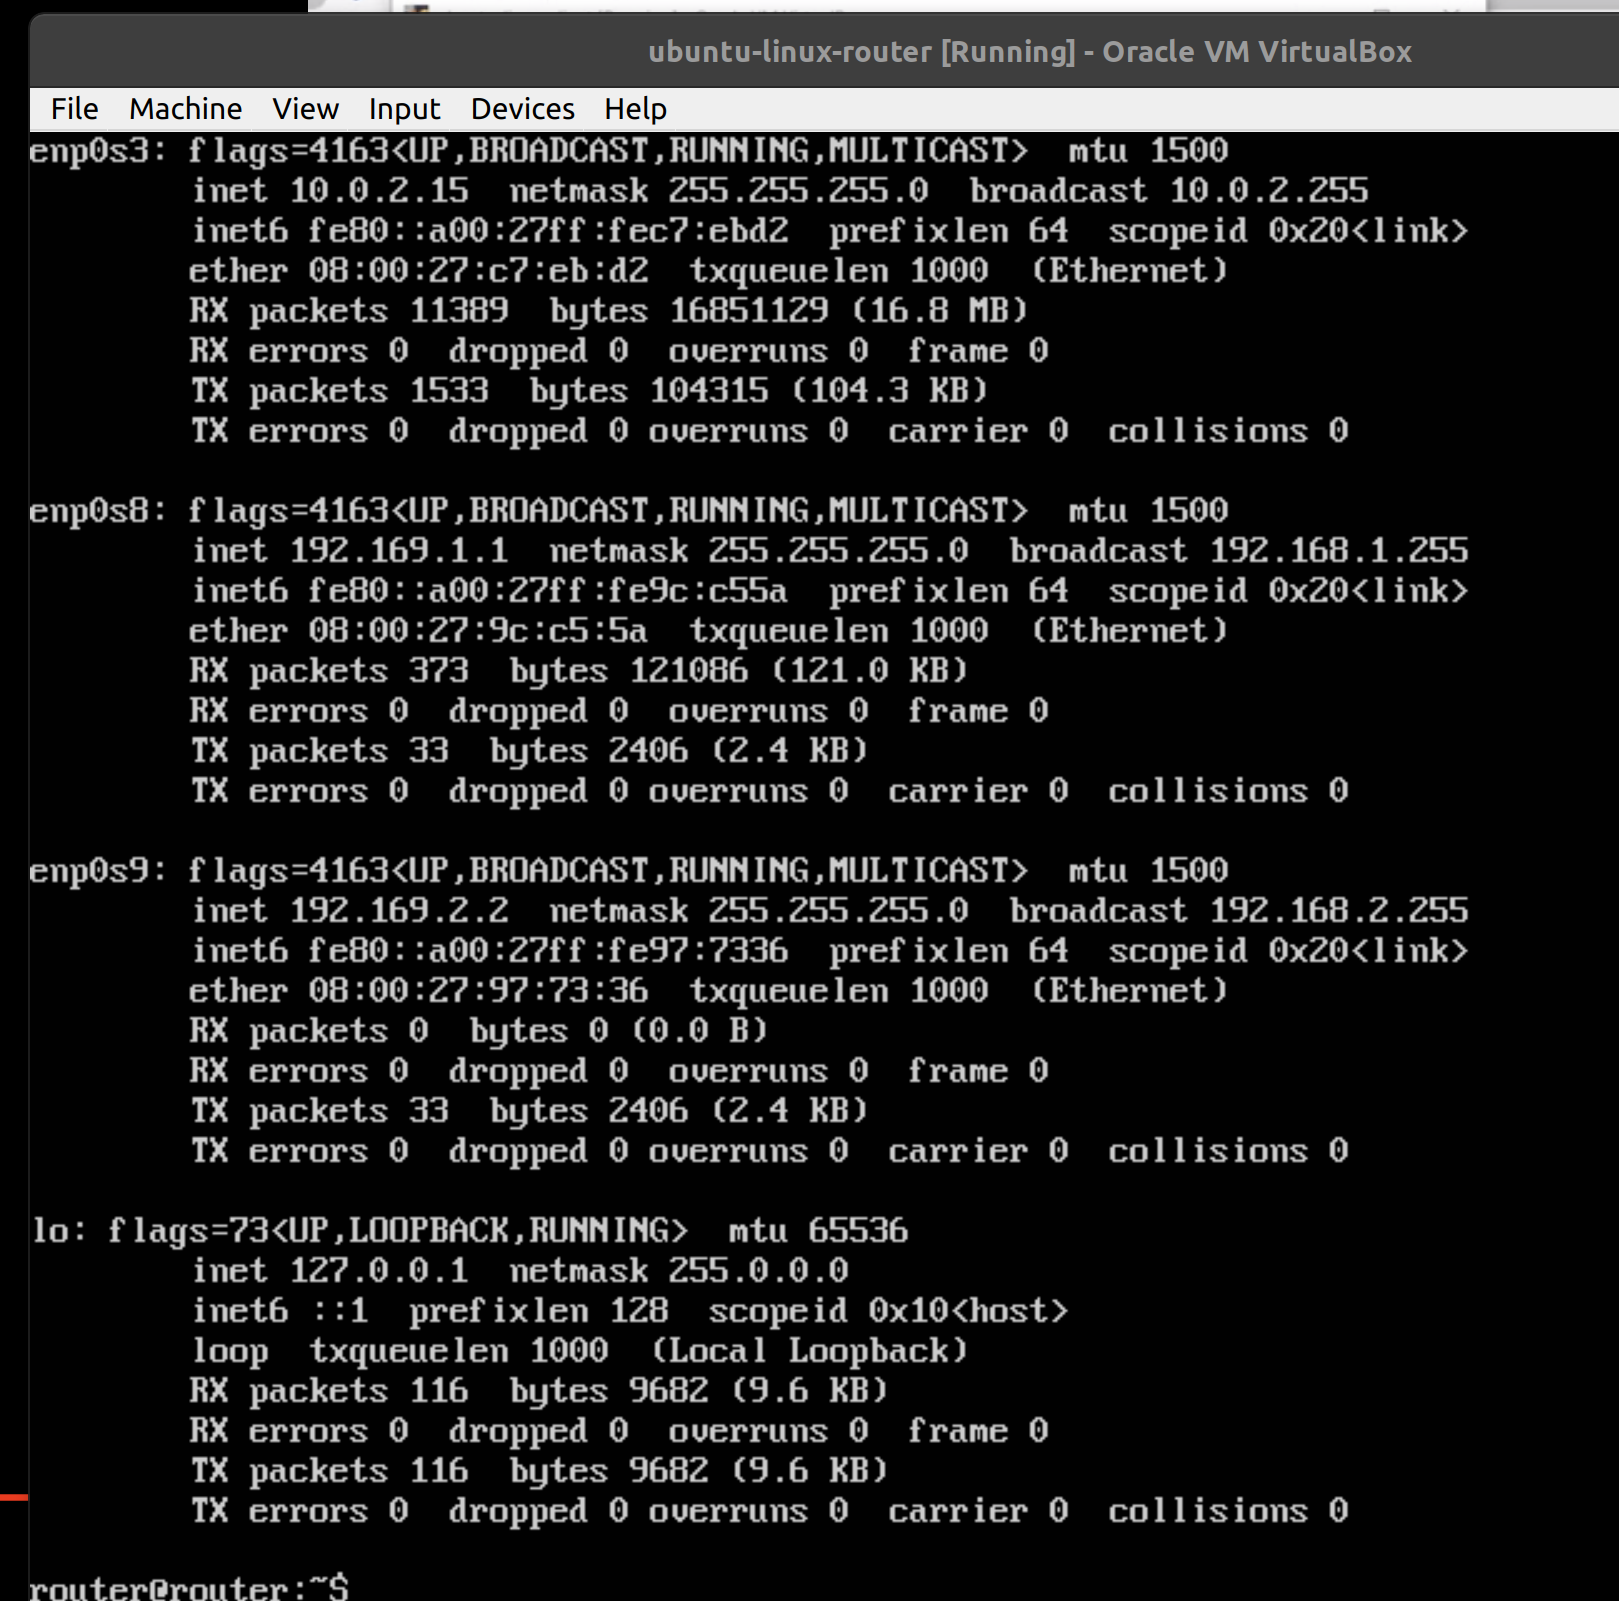 ubuntu-linux-router [Running] - Oracle VM VirtualBox
File Machine View Input Devices Help
enp0s3: flags=4163<UP,BROADCAST,RUNNING,MULTICAST>  mtu 1500
        inet 10.0.2.15  netmask 255.255.255.0  broadcast 10.0.2.255
        inet6 fe80::a00:27ff:fec7:ebd2  prefixlen 64  scopeid 0x20<link>
        ether 08:00:27:c7:eb:d2  txqueuelen 1000  (Ethernet)
        RX packets 11389  bytes 16851129 (16.8 MB)
        RX errors 0  dropped 0  overruns 0  frame 0
        TX packets 1533  bytes 104315 (104.3 KB)
        TX errors 0  dropped 0 overruns 0  carrier 0  collisions 0
enp0s8: flags=4163<UP,BROADCAST,RUNNING,MULTICAST>  mtu 1500
        inet 192.169.1.1  netmask 255.255.255.0  broadcast 192.168.1.255
        inet6 fe80::a00:27ff:fe9c:c55a  prefixlen 64  scopeid 0x20<link>
        ether 08:00:27:9c:c5:5a  txqueuelen 1000  (Ethernet)
        RX packets 373  bytes 121086 (121.0 KB)
        RX errors 0  dropped 0  overruns 0  frame 0
        TX packets 33  bytes 2406 (2.4 KB)
        TX errors 0  dropped 0 overruns 0  carrier 0  collisions 0
enp0s9: flags=4163<UP,BROADCAST,RUNNING,MULTICAST>  mtu 1500
        inet 192.169.2.2  netmask 255.255.255.0  broadcast 192.168.2.255
        inet6 fe80::a00:27ff:fe97:7336  prefixlen 64  scopeid 0x20<link>
        ether 08:00:27:97:73:36  txqueuelen 1000  (Ethernet)
        RX packets 0  bytes 0 (0.0 B)
        RX errors 0  dropped 0  overruns 0  frame 0
        TX packets 33  bytes 2406 (2.4 KB)
        TX errors 0  dropped 0 overruns 0  carrier 0  collisions 0
lo: flags=73<UP,LOOPBACK,RUNNING>  mtu 65536
        inet 127.0.0.1  netmask 255.0.0.0
        inet6 ::1  prefixlen 128  scopeid 0x10<host>
        loop  txqueuelen 1000  (Local Loopback)
        RX packets 116  bytes 9682 (9.6 KB)
        RX errors 0  dropped 0  overruns 0  frame 0
        TX packets 116  bytes 9682 (9.6 KB)
        TX errors 0  dropped 0 overruns 0  carrier 0  collisions 0
router@router:~$